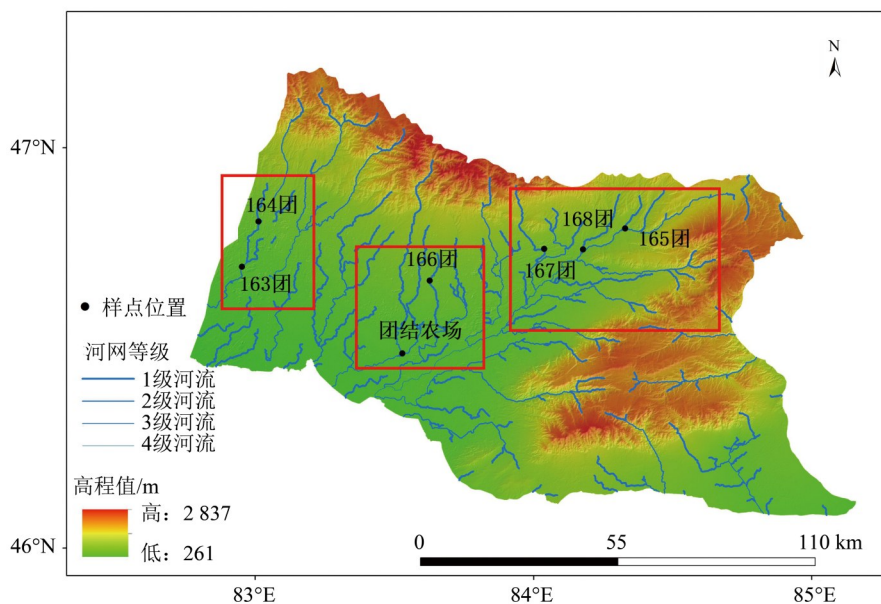 N
47°N
164团
163团
168团
165团
167团
166团
团结农场
样点位置
河网等级
1级河流
2级河流
3级河流
4级河流
高程值/m
高：2 837
低：261
46°N
0 55 110 km
83°E 84°E 85°E